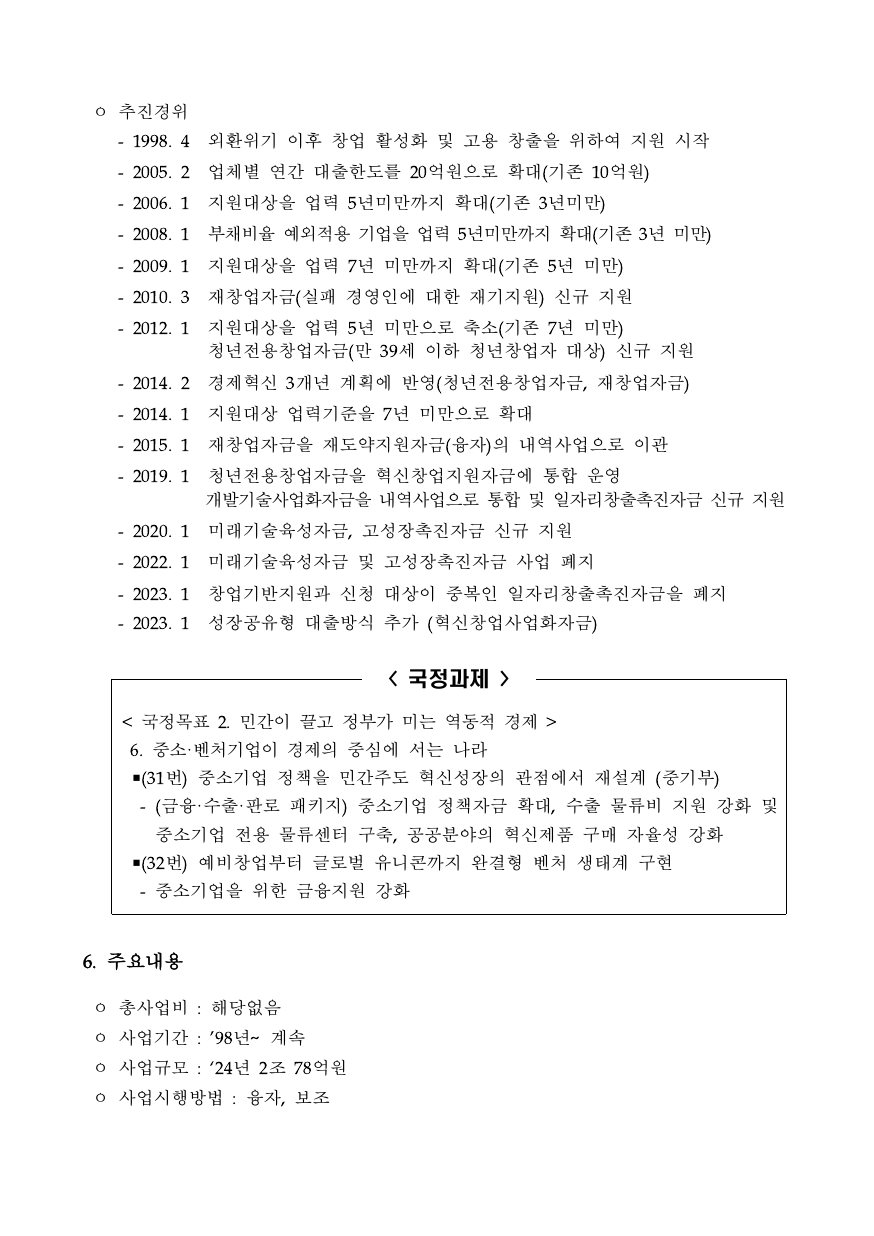 ㅇ 추진경위
- 1998. 4 외환위기 이후 창업 활성화 및 고용 창출을 위하여 지원 시작
- 2005. 2 업체별 연간 대출한도를 20억원으로 확대(기존 10억원)
- 2006. 1 지원대상을 업력 5년미만까지 확대(기존 3년미만)
- 2008. 1 부채비율 예외적용 기업을 업력 5년미만까지 확대(기존 3년 미만)
- 2009. 1 지원대상을 업력 7년 미만까지 확대(기존 5년 미만)
- 2010. 3 재창업자금(실패 경영인에 대한 재기지원) 신규 지원
- 2012. 1 지원대상을 업력 5년 미만으로 축소(기존 7년 미만)
청년전용창업자금(만 39세 이하 청년창업자 대상) 신규 지원
- 2014. 2 경제혁신 3개년 계획에 반영(청년전용창업자금, 재창업자금)
- 2014. 1 지원대상 업력기준을 7년 미만으로 확대
- 2015. 1 재창업자금을 재도약지원자금(융자)의 내역사업으로 이관
- 2019. 1 청년전용창업자금을 혁신창업지원자금에 통합 운영
개발기술사업화자금을 내역사업으로 통합 및 일자리창출촉진자금 신규 지원
- 2020. 1 미래기술육성자금, 고성장촉진자금 신규 지원
- 2022. 1 미래기술육성자금 및 고성장촉진자금 사업 폐지
- 2023. 1 창업기반지원과 신청 대상이 중복인 일자리창출촉진자금을 폐지
- 2023. 1 성장공유형 대출방식 추가 (혁신창업사업화자금)
〈 국정과제 〉
< 국정목표 2. 민간이 끌고 정부가 미는 역동적 경제 >
6. 중소·벤처기업이 경제의 중심에 서는 나라
▪(31번) 중소기업 정책을 민간주도 혁신성장의 관점에서 재설계 (중기부)
- (금융·수출·판로 패키지) 중소기업 정책자금 확대, 수출 물류비 지원 강화 및
중소기업 전용 물류센터 구축, 공공분야의 혁신제품 구매 자율성 강화
▪(32번) 예비창업부터 글로벌 유니콘까지 완결형 벤처 생태계 구현
- 중소기업을 위한 금융지원 강화
6. 주요내용
ㅇ 총사업비 : 해당없음
ㅇ 사업기간 : ’98년~ 계속
ㅇ 사업규모 : ‘24년 2조 78억원
ㅇ 사업시행방법 : 융자, 보조